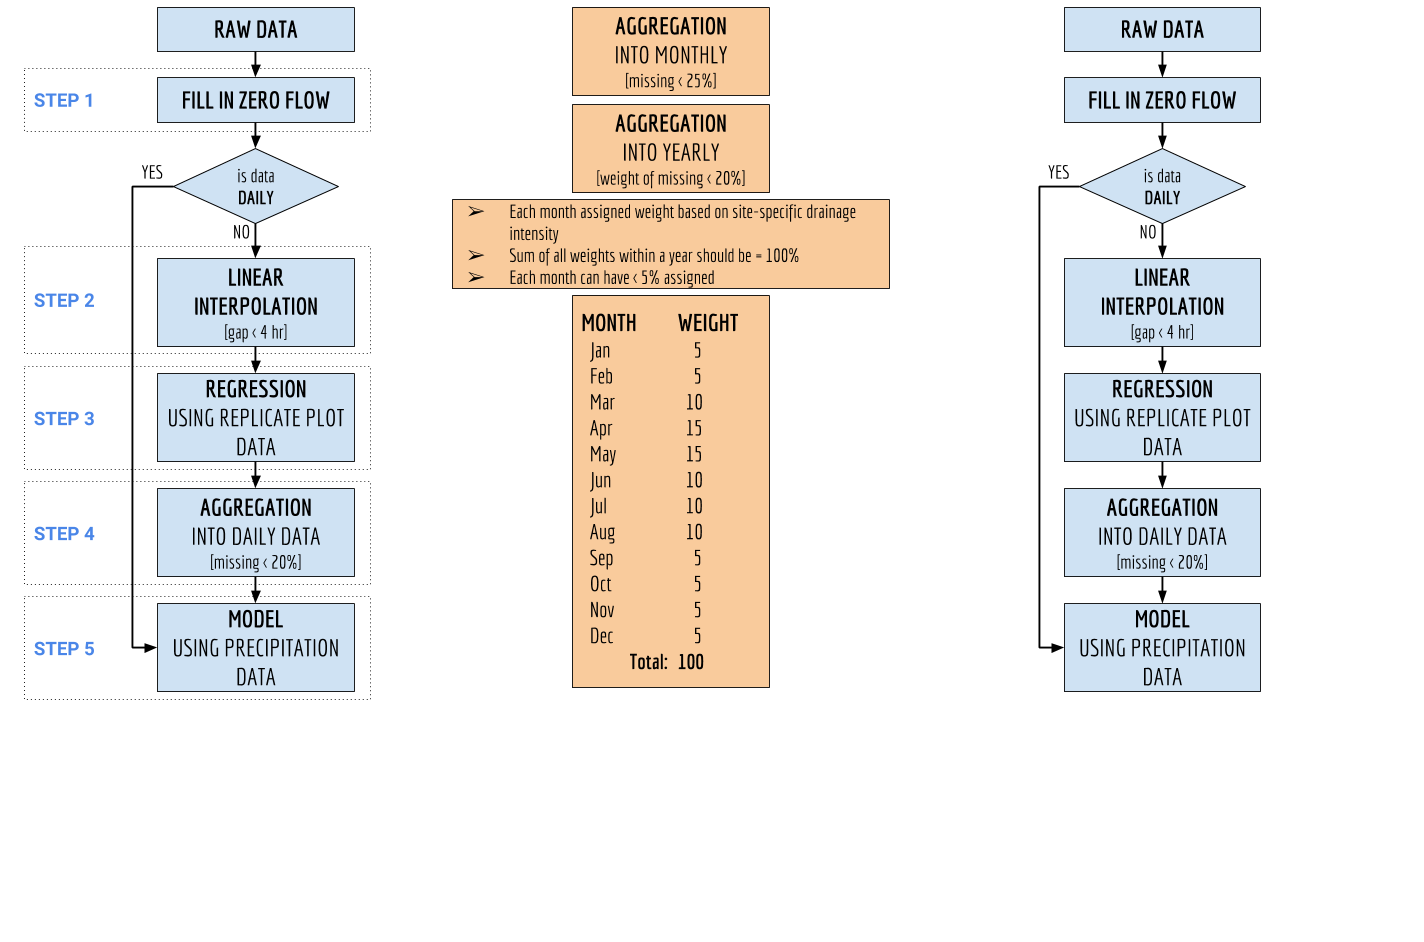 RAW DATA
STEP 1
FILL IN ZERO FLOW
YES
is data
DAILY
NO
STEP 2
LINEAR
INTERPOLATION
[gap < 4 hr]
STEP 3
REGRESSION
USING REPLICATE PLOT
DATA
STEP 4
AGGREGATION
INTO DAILY DATA
[missing < 20%]
STEP 5
MODEL
USING PRECIPITATION
DATA
AGGREGATION
INTO MONTHLY
[missing < 25%]
AGGREGATION
INTO YEARLY
[weight of missing < 20%]
➢ Each month assigned weight based on site-specific drainage
intensity
➢ Sum of all weights within a year should be = 100%
➢ Each month can have < 5% assigned
MONTH WEIGHT
Jan 5
Feb 5
Mar 10
Apr 15
May 15
Jun 10
Jul 10
Aug 10
Sep 5
Oct 5
Nov 5
Dec 5
Total: 100
RAW DATA
FILL IN ZERO FLOW
YES
is data
DAILY
NO
LINEAR
INTERPOLATION
[gap < 4 hr]
REGRESSION
USING REPLICATE PLOT
DATA
AGGREGATION
INTO DAILY DATA
[missing < 20%]
MODEL
USING PRECIPITATION
DATA